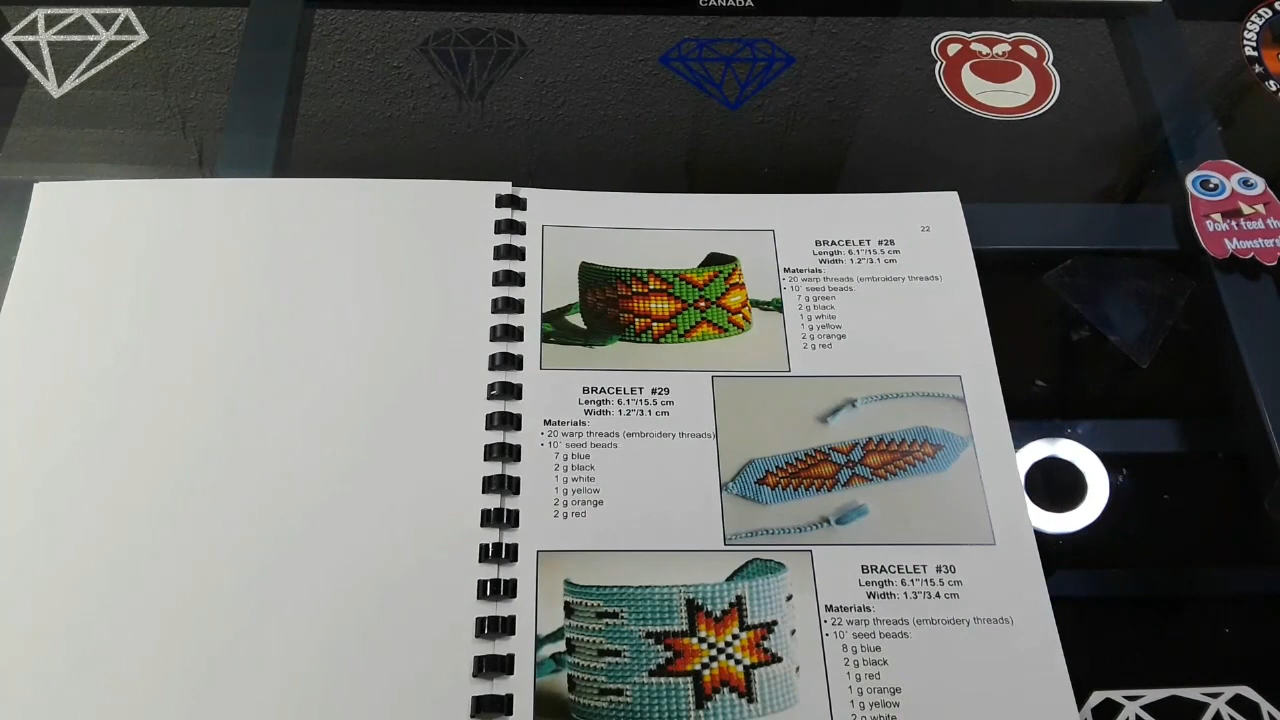 CANADA
PISSED
Don't feed the
Monsters!
22
BRACELET #28
Length: 6.1"/15.5 cm
Width: 1.2"/3.1 cm
Materials:
• 20 warp threads (embroidery threads)
• 10˚ seed beads:
7 g green
2 g black
1 g white
1 g yellow
2 g orange
2 g red
BRACELET #29
Length: 6.1"/15.5 cm
Width: 1.2"/3.1 cm
Materials:
• 20 warp threads (embroidery threads)
• 10˚ seed beads:
7 g blue
2 g black
1 g white
1 g yellow
2 g orange
2 g red
BRACELET #30
Length: 6.1"/15.5 cm
Width: 1.3"/3.4 cm
Materials:
• 22 warp threads (embroidery threads)
• 10˚ seed beads:
8 g blue
2 g black
1 g red
1 g orange
1 g yellow
2 g white